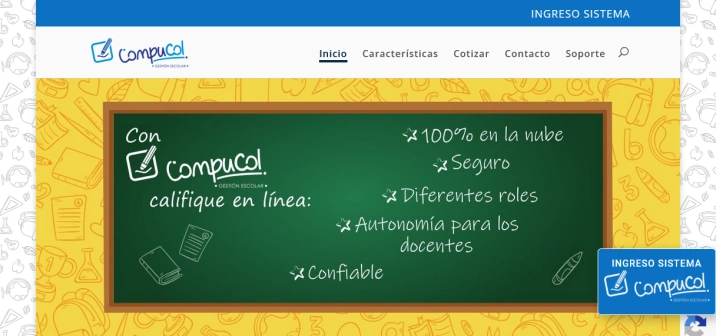 INGRESO SISTEMA
CompuCol.
• GESTIÓN ESCOLAR •
Inicio Características Cotizar Contacto Soporte
Con
CompuCol.
• GESTIÓN ESCOLAR •
califique en línea:
100% en la nube
Seguro
Diferentes roles
Autonomía para los
docentes
Confiable
INGRESO SISTEMA
CompuCol.
• GESTIÓN ESCOLAR •